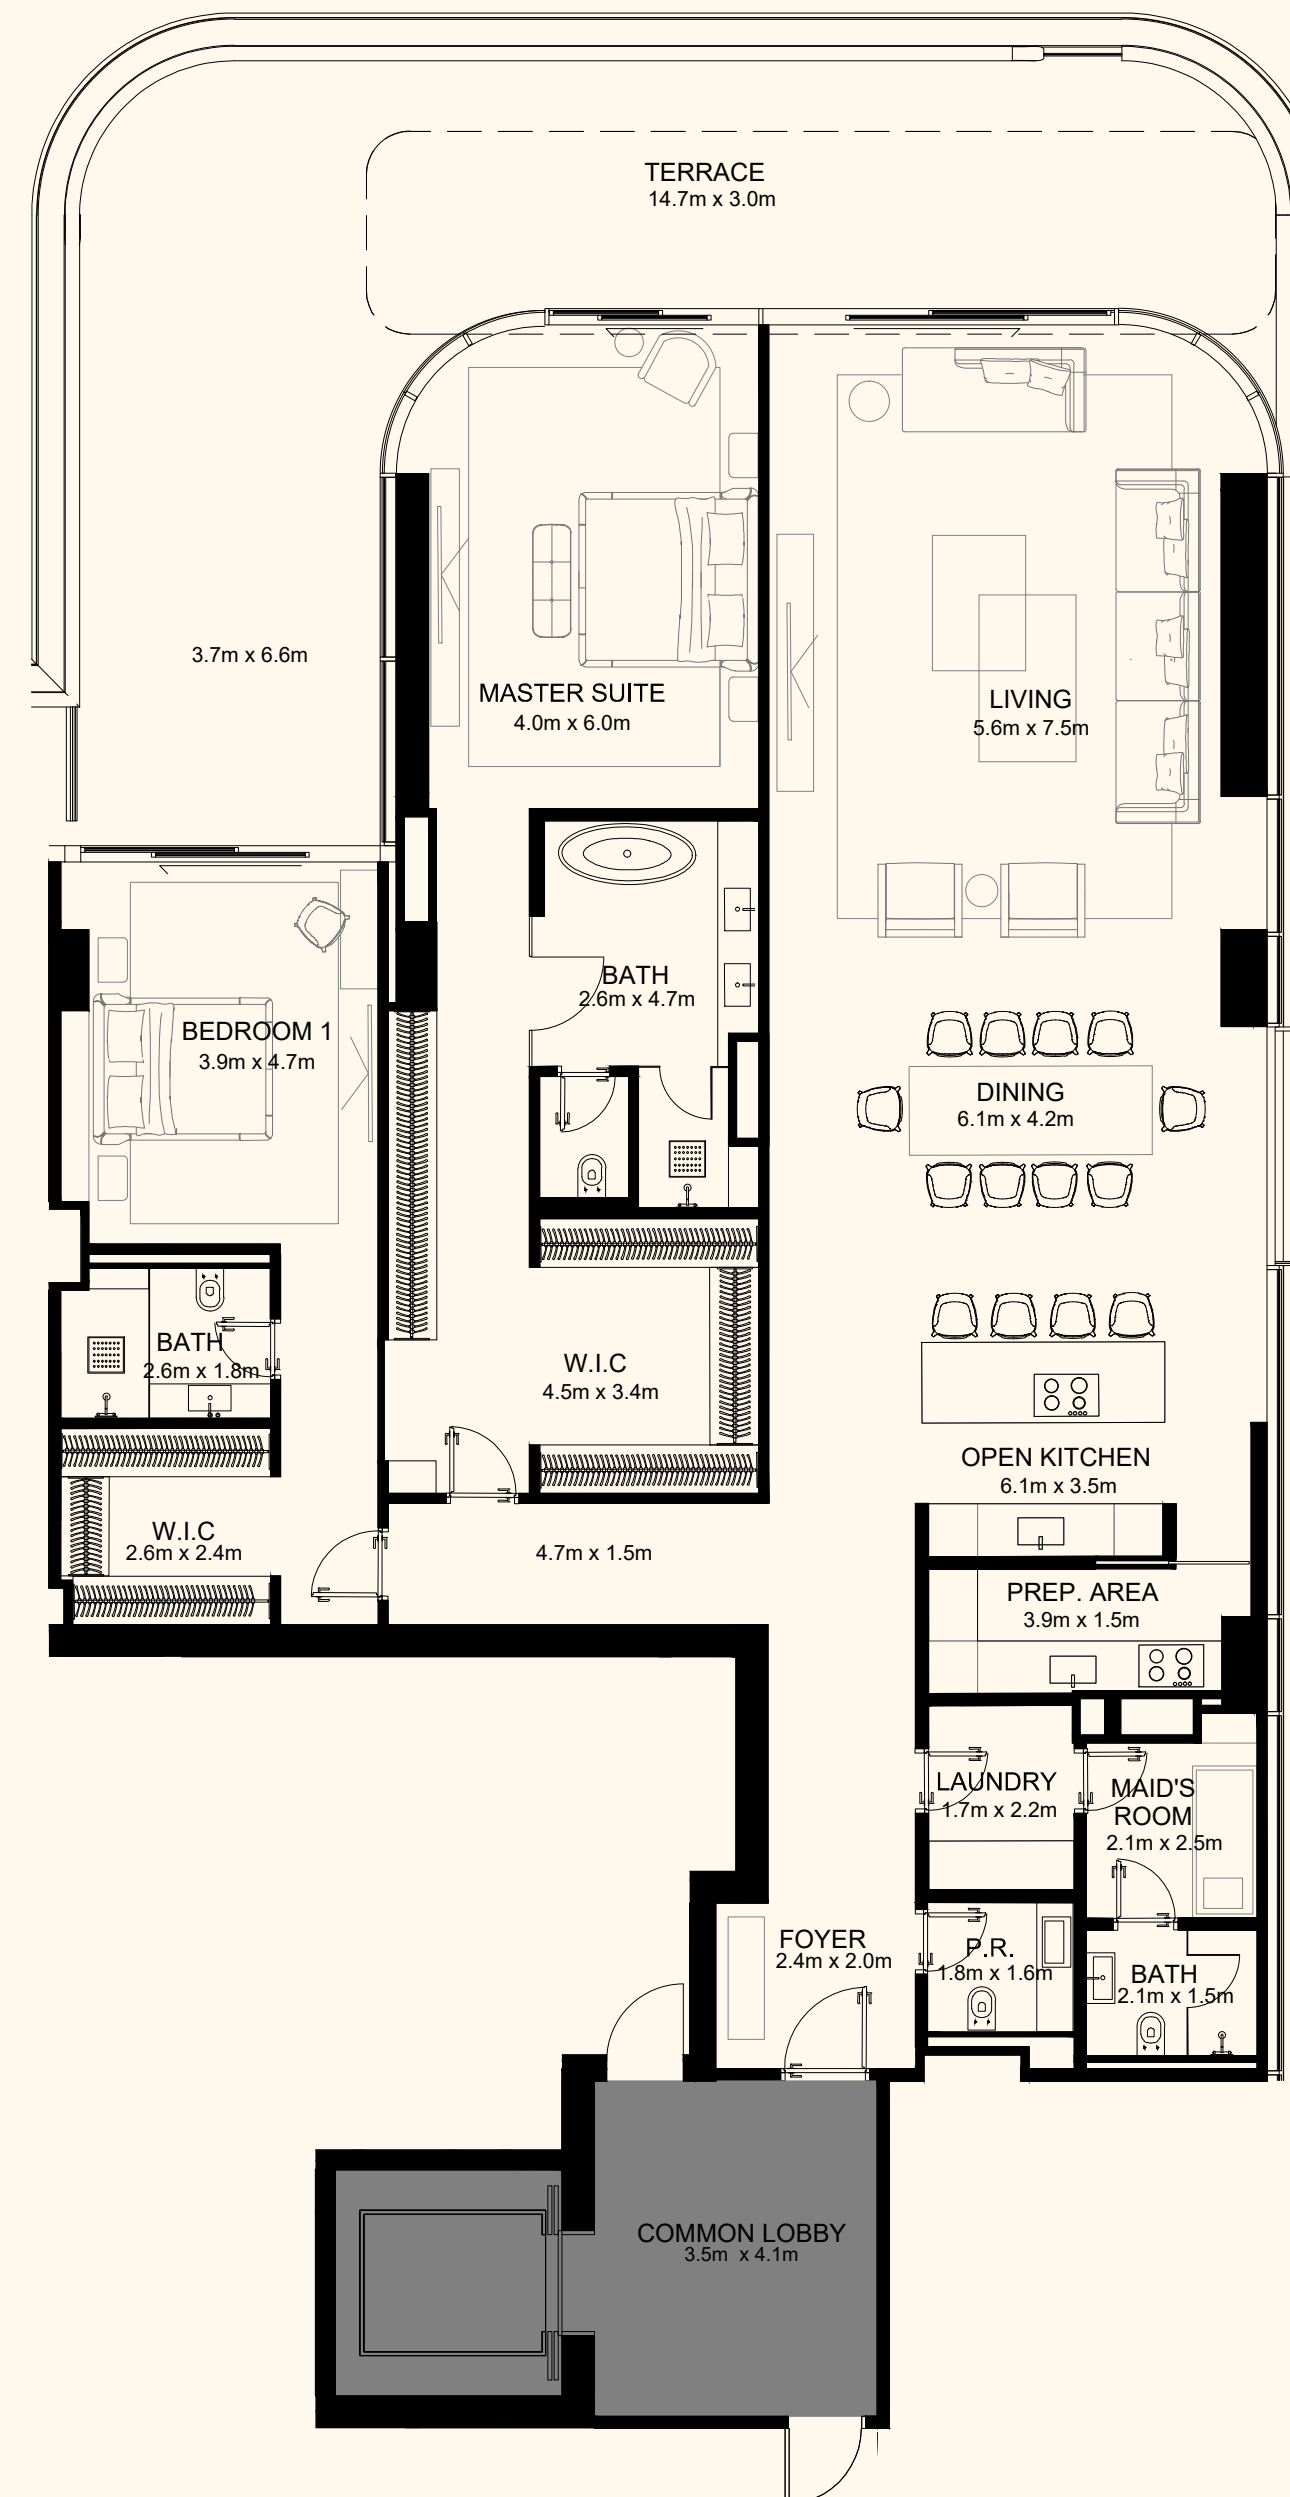 TERRACE
14.7m x 3.0m
3.7m x 6.6m
MASTER SUITE
4.0m x 6.0m
LIVING
5.6m x 7.5m
BATH
2.6m x 4.7m
BEDROOM 1
3.9m x 4.7m
DINING
6.1m x 4.2m
BATH
2.6m x 1.8m
W.I.C
4.5m x 3.4m
OPEN KITCHEN
6.1m x 3.5m
W.I.C
2.6m x 2.4m
4.7m x 1.5m
PREP. AREA
3.9m x 1.5m
LAUNDRY
1.7m x 2.2m
MAID'S
ROOM
2.1m x 2.5m
FOYER
2.4m x 2.0m
P.R.
1.8m x 1.6m
BATH
2.1m x 1.5m
COMMON LOBBY
3.5m x 4.1m